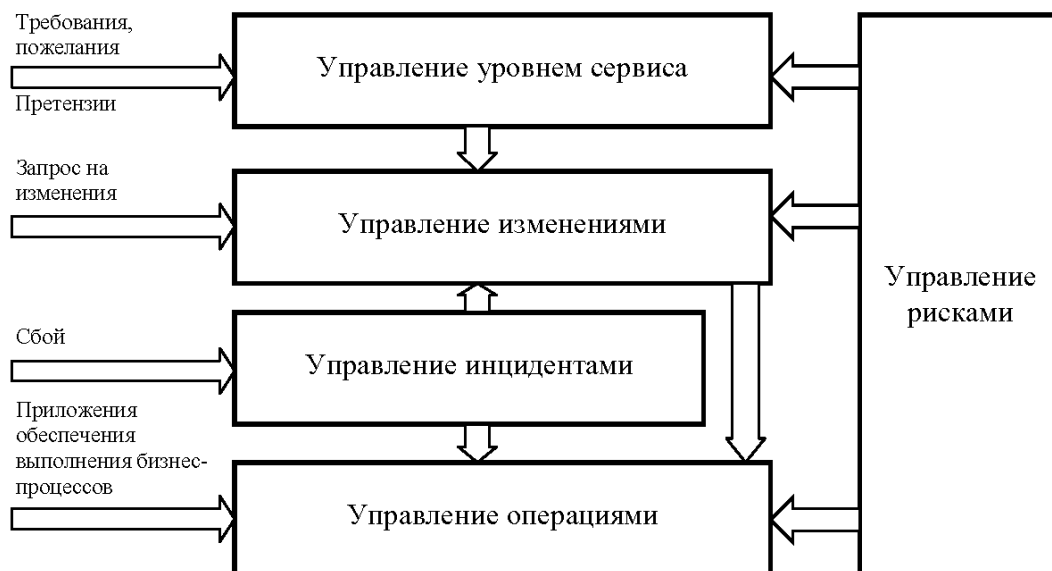 Требования,
пожелания
Претензии
Управление уровнем сервиса
Запрос на
изменения
Управление изменениями
Управление
рисками
Сбой
Управление инцидентами
Приложения
обеспечения
выполнения бизнес-
процессов
Управление операциями